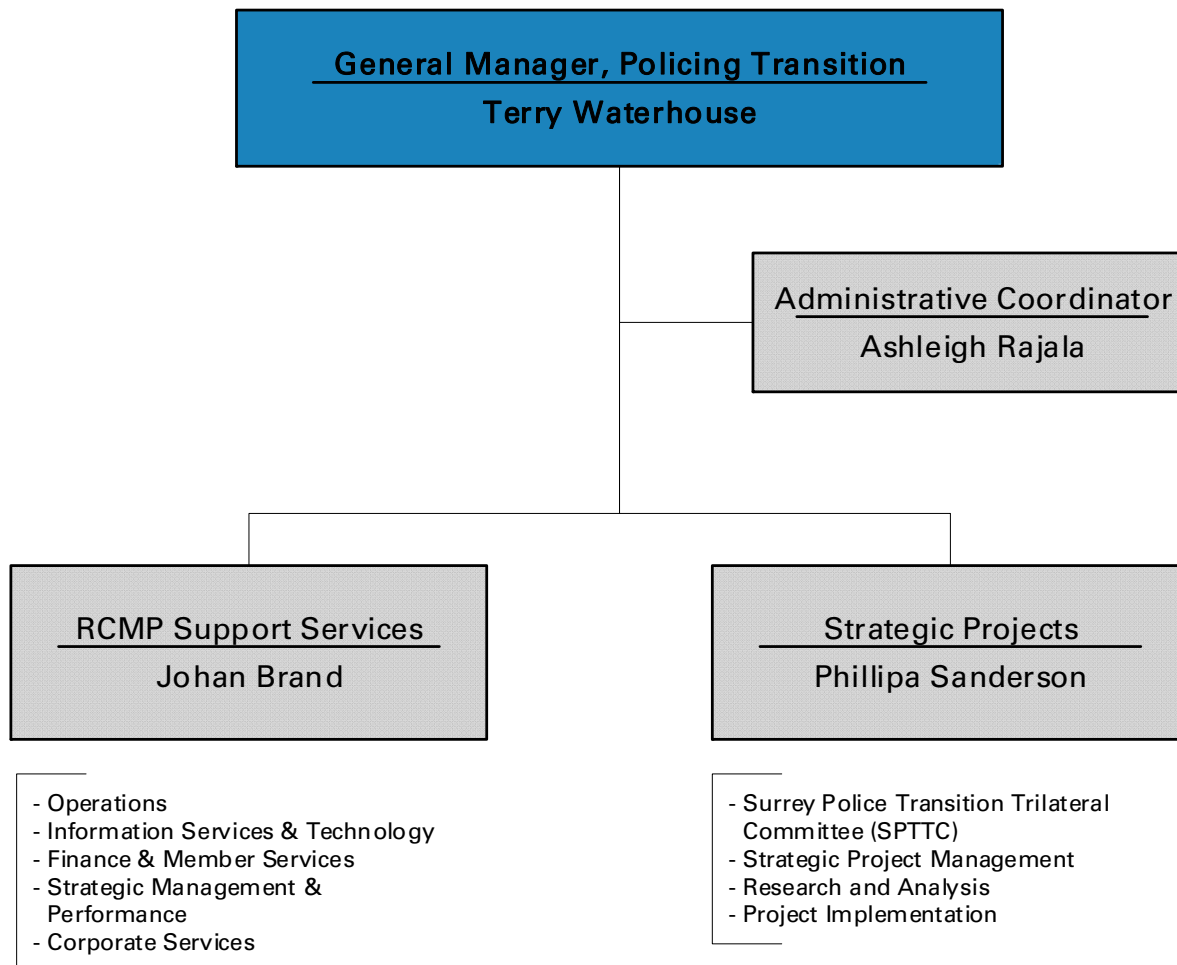 General Manager, Policing Transition
Terry Waterhouse
Administrative Coordinator
Ashleigh Rajala
RCMP Support Services
Johan Brand
Strategic Projects
Phillipa Sanderson
- Operations
- Information Services & Technology
- Finance & Member Services
- Strategic Management &
Performance
- Corporate Services
- Surrey Police Transition Trilateral
Committee (SPTTC)
- Strategic Project Management
- Research and Analysis
- Project Implementation